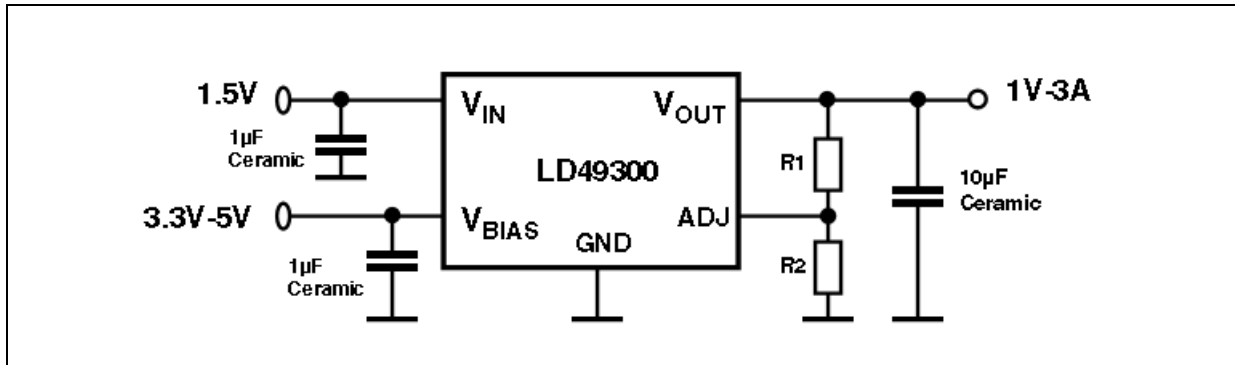 1.5V
1µF
Ceramic
3.3V-5V
1µF
Ceramic
VIN
VOUT
LD49300
VBIAS
ADJ
GND
R1
R2
10µF
Ceramic
1V-3A